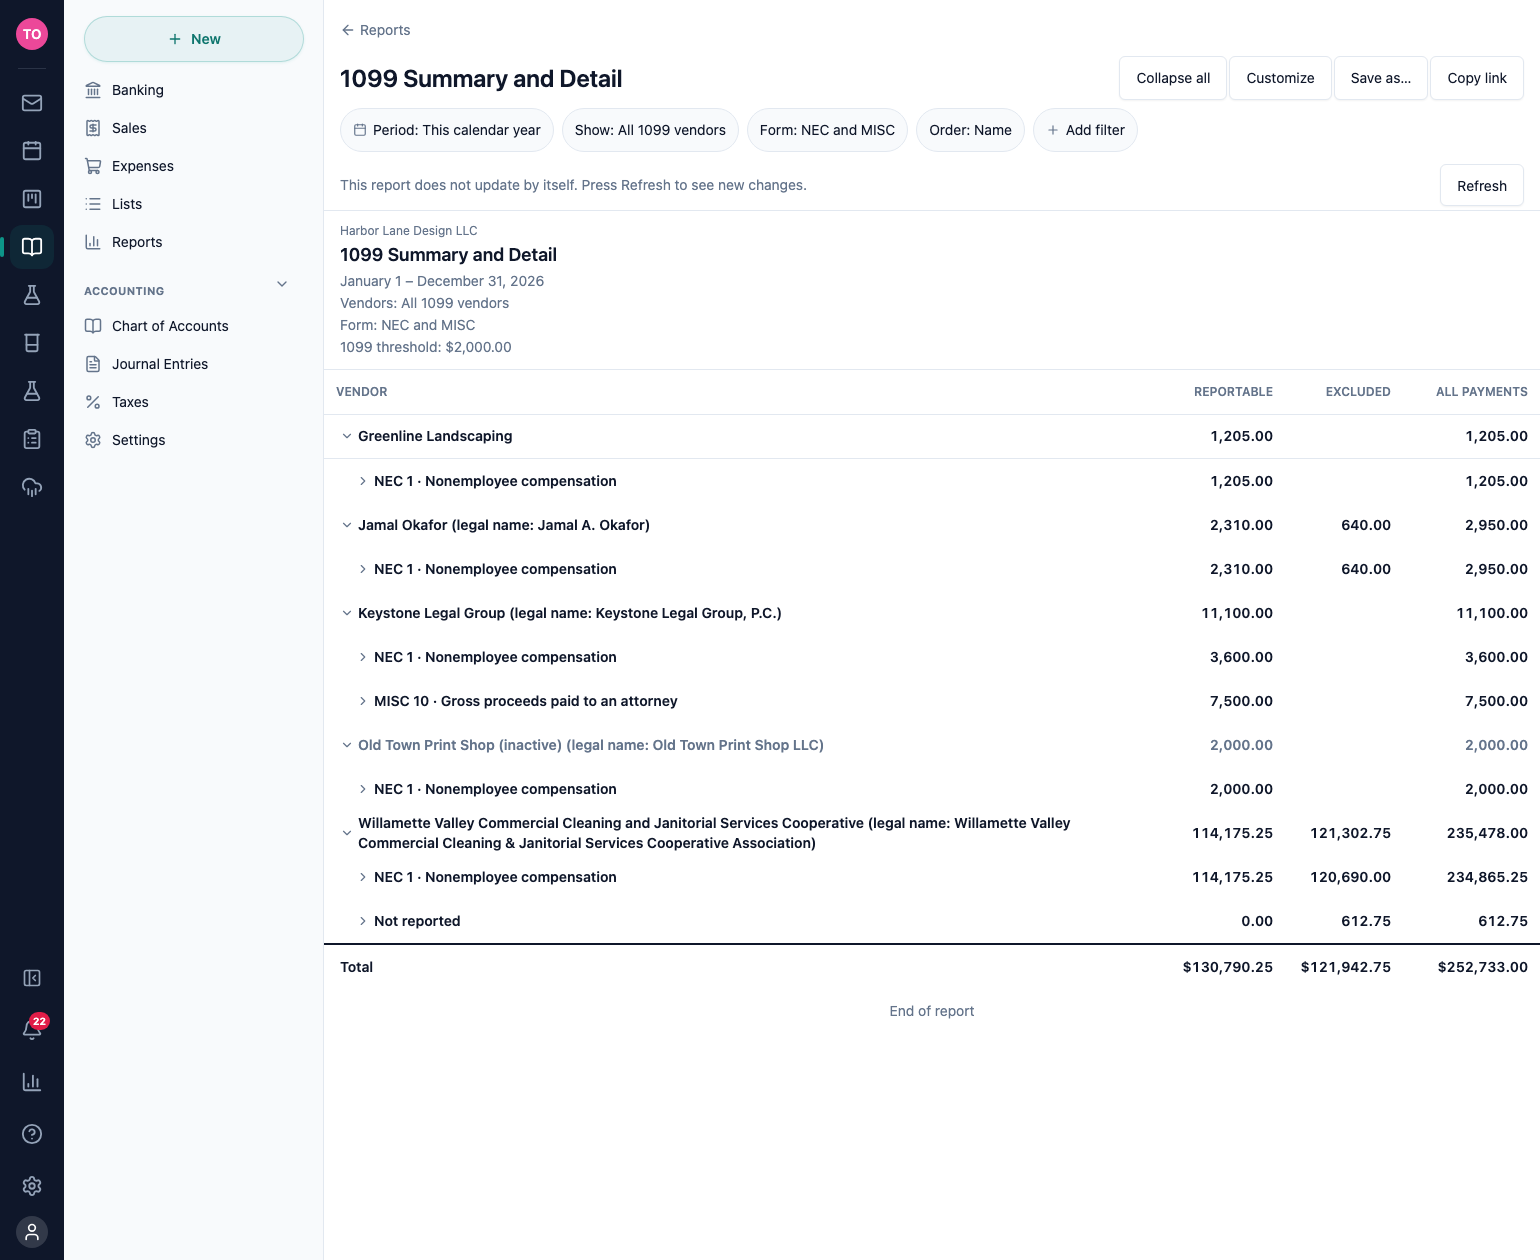 TO
New
Banking
Sales
Expenses
Lists
Reports
ACCOUNTING
Chart of Accounts
Journal Entries
Taxes
Settings
22
Reports
1099 Summary and Detail
Collapse all
Customize
Save as...
Copy link
Period: This calendar year
Show: All 1099 vendors
Form: NEC and MISC
Order: Name
Add filter
This report does not update by itself. Press Refresh to see new changes.
Refresh
Harbor Lane Design LLC
1099 Summary and Detail
January 1 – December 31, 2026
Vendors: All 1099 vendors
Form: NEC and MISC
1099 threshold: $2,000.00
VENDOR REPORTABLE EXCLUDED ALL PAYMENTS
Greenline Landscaping 1,205.00 1,205.00
NEC 1 · Nonemployee compensation 1,205.00 1,205.00
Jamal Okafor (legal name: Jamal A. Okafor) 2,310.00 640.00 2,950.00
NEC 1 · Nonemployee compensation 2,310.00 640.00 2,950.00
Keystone Legal Group (legal name: Keystone Legal Group, P.C.) 11,100.00 11,100.00
NEC 1 · Nonemployee compensation 3,600.00 3,600.00
MISC 10 · Gross proceeds paid to an attorney 7,500.00 7,500.00
Old Town Print Shop (inactive) (legal name: Old Town Print Shop LLC) 2,000.00 2,000.00
NEC 1 · Nonemployee compensation 2,000.00 2,000.00
Willamette Valley Commercial Cleaning and Janitorial Services Cooperative (legal name: Willamette Valley
Commercial Cleaning & Janitorial Services Cooperative Association) 114,175.25 121,302.75 235,478.00
NEC 1 · Nonemployee compensation 114,175.25 120,690.00 234,865.25
Not reported 0.00 612.75 612.75
Total $130,790.25 $121,942.75 $252,733.00
End of report